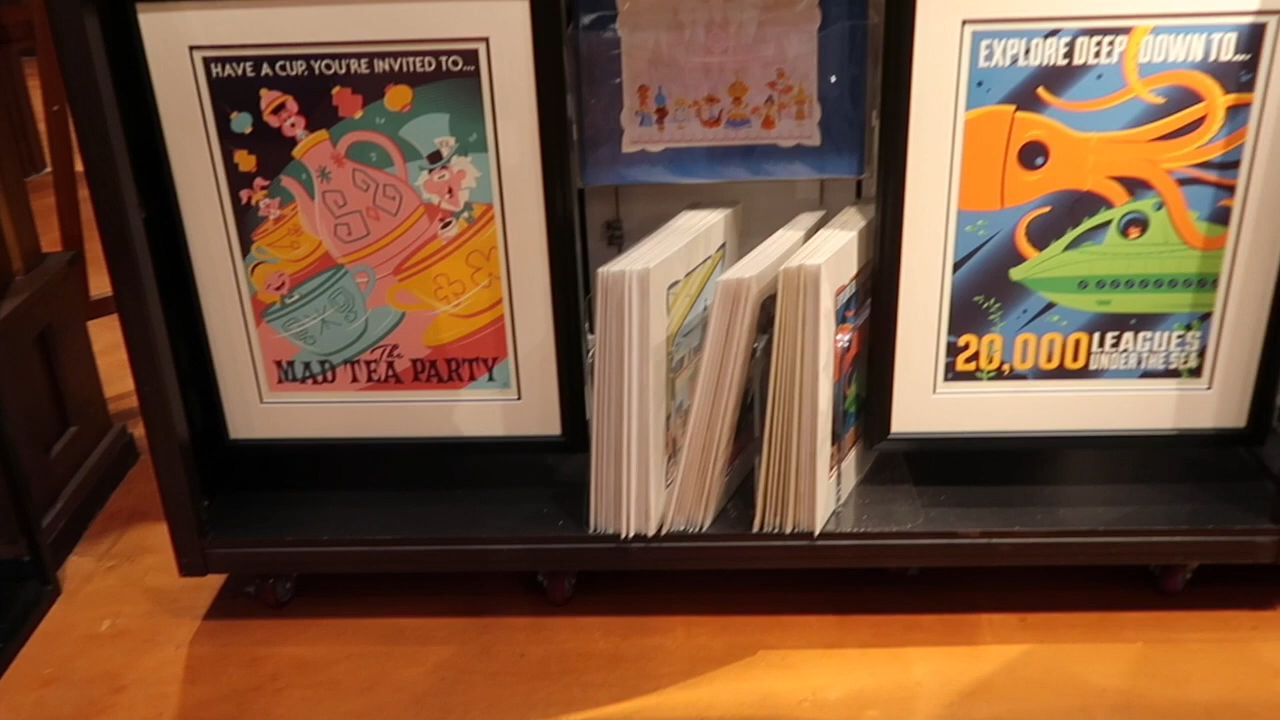 HAVE A CUP, YOU'RE INVITED TO...
The
MAD TEA PARTY
EXPLORE DEEP DOWN TO...
20,000 LEAGUES
UNDER THE SEA